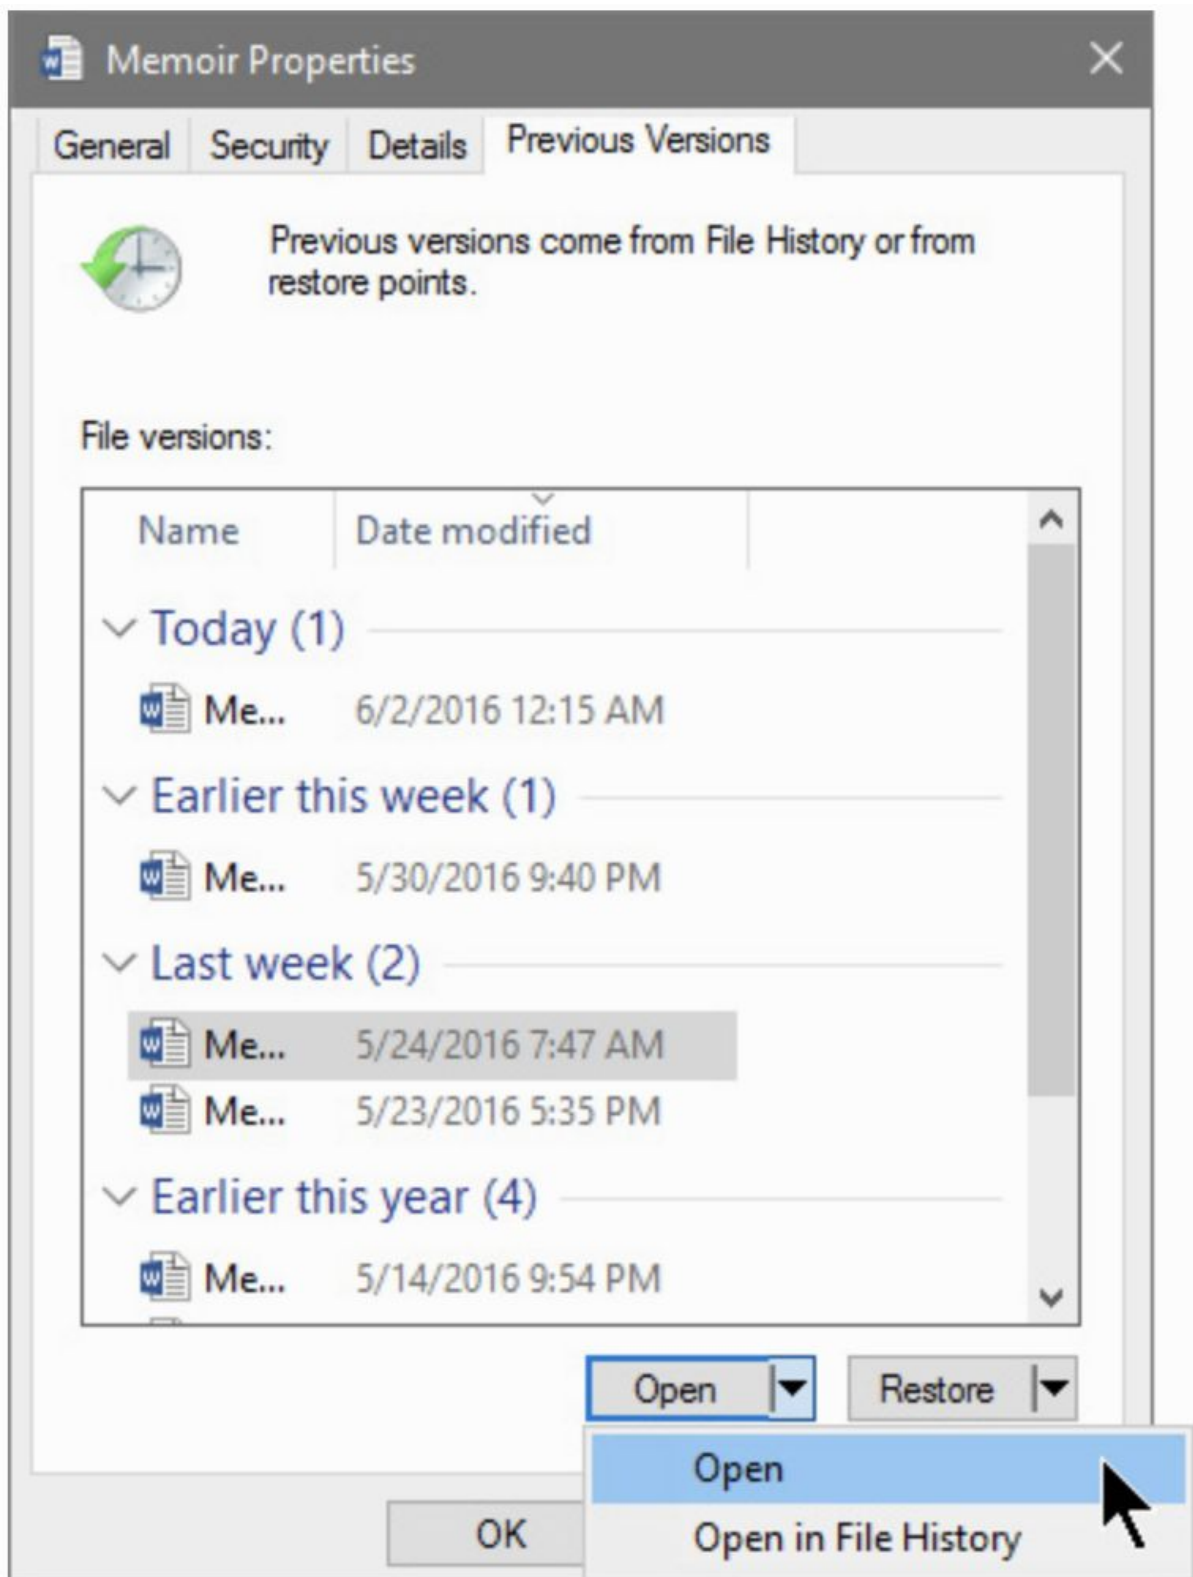 Memoir Properties
General Security Details Previous Versions
Previous versions come from File History or from
restore points.
File versions:
Name Date modified
Today (1)
Me... 6/2/2016 12:15 AM
Earlier this week (1)
Me... 5/30/2016 9:40 PM
Last week (2)
Me... 5/24/2016 7:47 AM
Me... 5/23/2016 5:35 PM
Earlier this year (4)
Me... 5/14/2016 9:54 PM
Open Restore
Open
OK
Open in File History